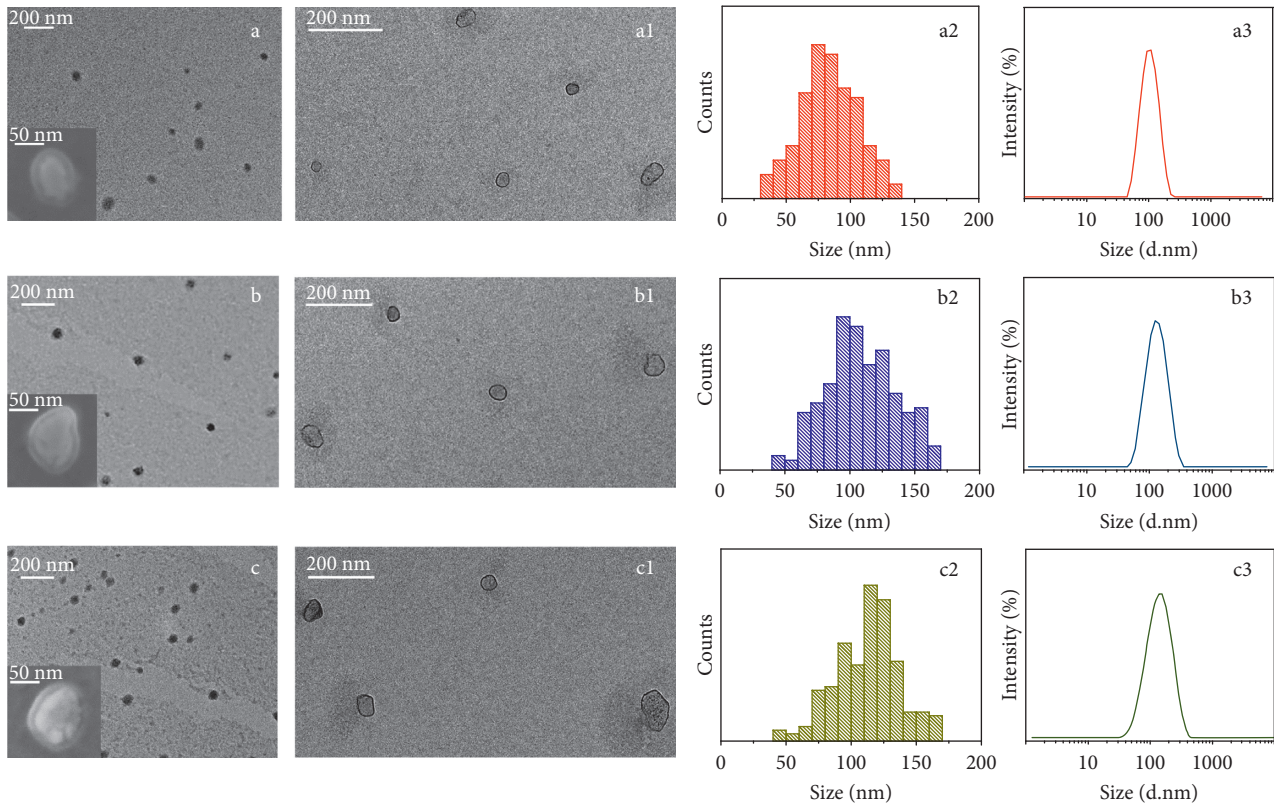 200 nm
a
50 nm
200 nm
a1
a2
Counts
0
50
100
150
200
Size (nm)
a3
Intensity (%)
10
100
1000
Size (d.nm)
200 nm
b
50 nm
200 nm
b1
b2
Counts
0
50
100
150
200
Size (nm)
b3
Intensity (%)
10
100
1000
Size (d.nm)
200 nm
c
50 nm
200 nm
c1
c2
Counts
0
50
100
150
200
Size (nm)
c3
Intensity (%)
10
100
1000
Size (d.nm)